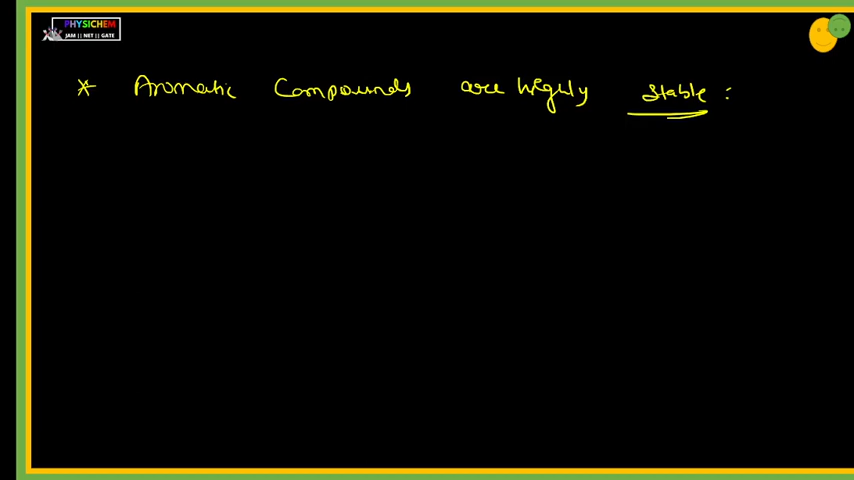 PHYSICHEM
JAM || NET || GATE
* Aromatic Compounds are highly stable :